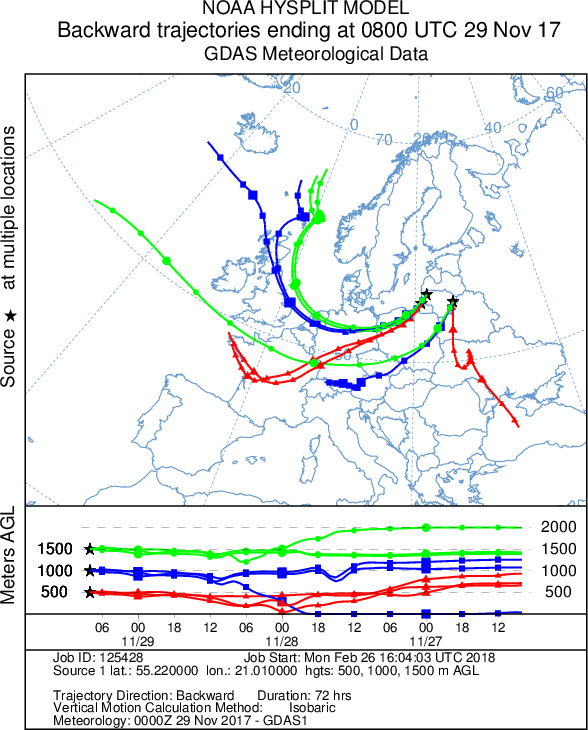 NOAA HYSPLIT MODEL
Backward trajectories ending at 0800 UTC 29 Nov 17
GDAS Meteorological Data
Source ★ at multiple locations
20
60
0
70
20
40
50
Meters AGL
1500
1000
500
2000
1500
1000
500
06 00 18 12 06 00 18 12 06 00 18 12
11/29 11/28 11/27
Job ID: 125428 Job Start: Mon Feb 26 16:04:03 UTC 2018
Source 1 lat.: 55.220000 lon.: 21.010000 hgts: 500, 1000, 1500 m AGL
Trajectory Direction: Backward Duration: 72 hrs
Vertical Motion Calculation Method: Isobaric
Meteorology: 0000Z 29 Nov 2017 - GDAS1